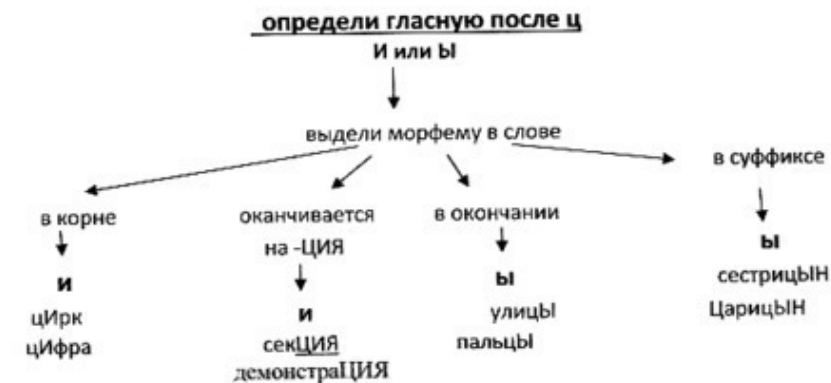 определи гласную после ц
И или Ы
выдели морфему в слове
в корне
И
цИрк
цИфра
оканчивается
на -ЦИЯ
И
секЦИЯ
демонстраЦИЯ
в окончании
Ы
улицЫ
пальцЫ
в суффиксе
Ы
сестрицЫН
ЦарицЫН